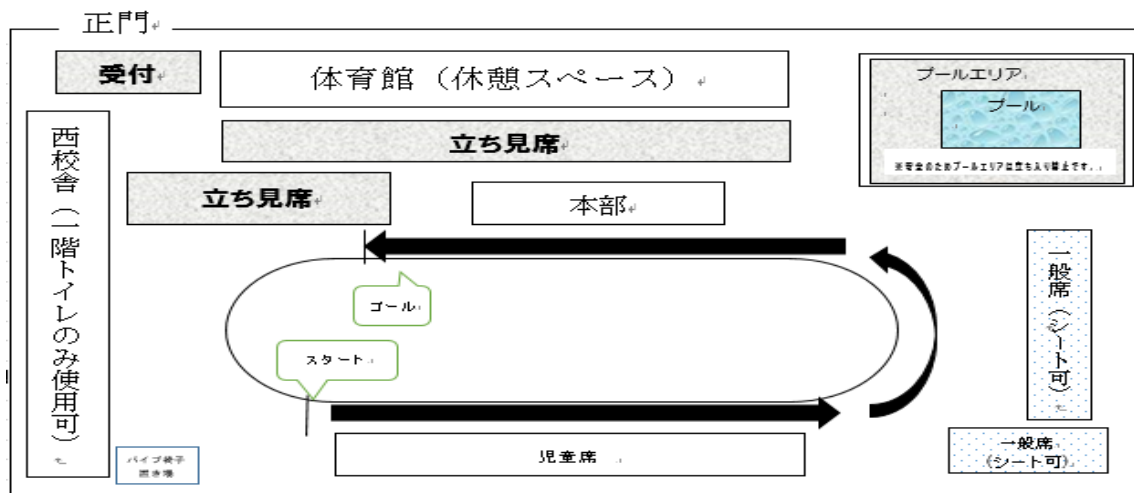 正門
受付
体育館（休憩スペース）
プールエリア
プール
※安全のためプールエリアは立ち入り禁止です。
立ち見席
立ち見席
本部
西校舎（一階トイレのみ使用可）
一般席（シート可）
ゴール
スタート
児童席
一般席
（シート可）
パイプ椅子
置き場